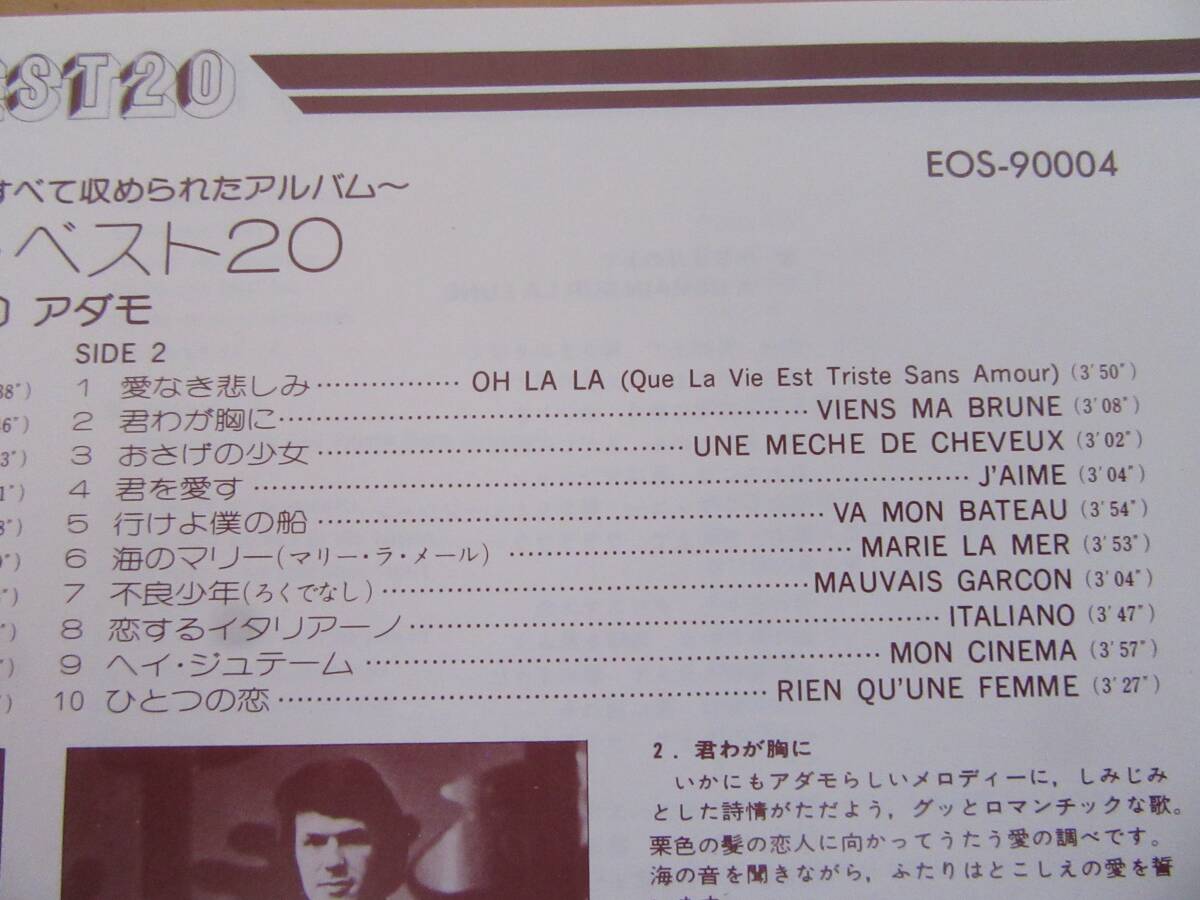 EST20
EOS-90004
すべて収められたアルバム〜
・ベスト20
アダモ
SIDE 2
1 愛なき悲しみ OH LA LA (Que La Vie Est Triste Sans Amour) (3'50")
2 君わが胸に VIENS MA BRUNE (3'08")
3 おさげの少女 UNE MECHE DE CHEVEUX (3'02")
4 君を愛す J'AIME (3'04")
5 行けよ僕の船 VA MON BATEAU (3'54")
6 海のマリー(マリー・ラ・メール) MARIE LA MER (3'53")
7 不良少年(ろくでなし) MAUVAIS GARCON (3'04")
8 恋するイタリアーノ ITALIANO (3'47")
9 ヘイ・ジュテーム MON CINEMA (3'57")
10 ひとつの恋 RIEN QU'UNE FEMME (3'27")
2. 君わが胸に
いかにもアダモらしいメロディーに, しみじみ
とした詩情がただよう, グッとロマンチックな歌。
栗色の髪の恋人に向かってうたう愛の調べです。
海の音を聞きながら, ふたりはとこしえの愛を誓